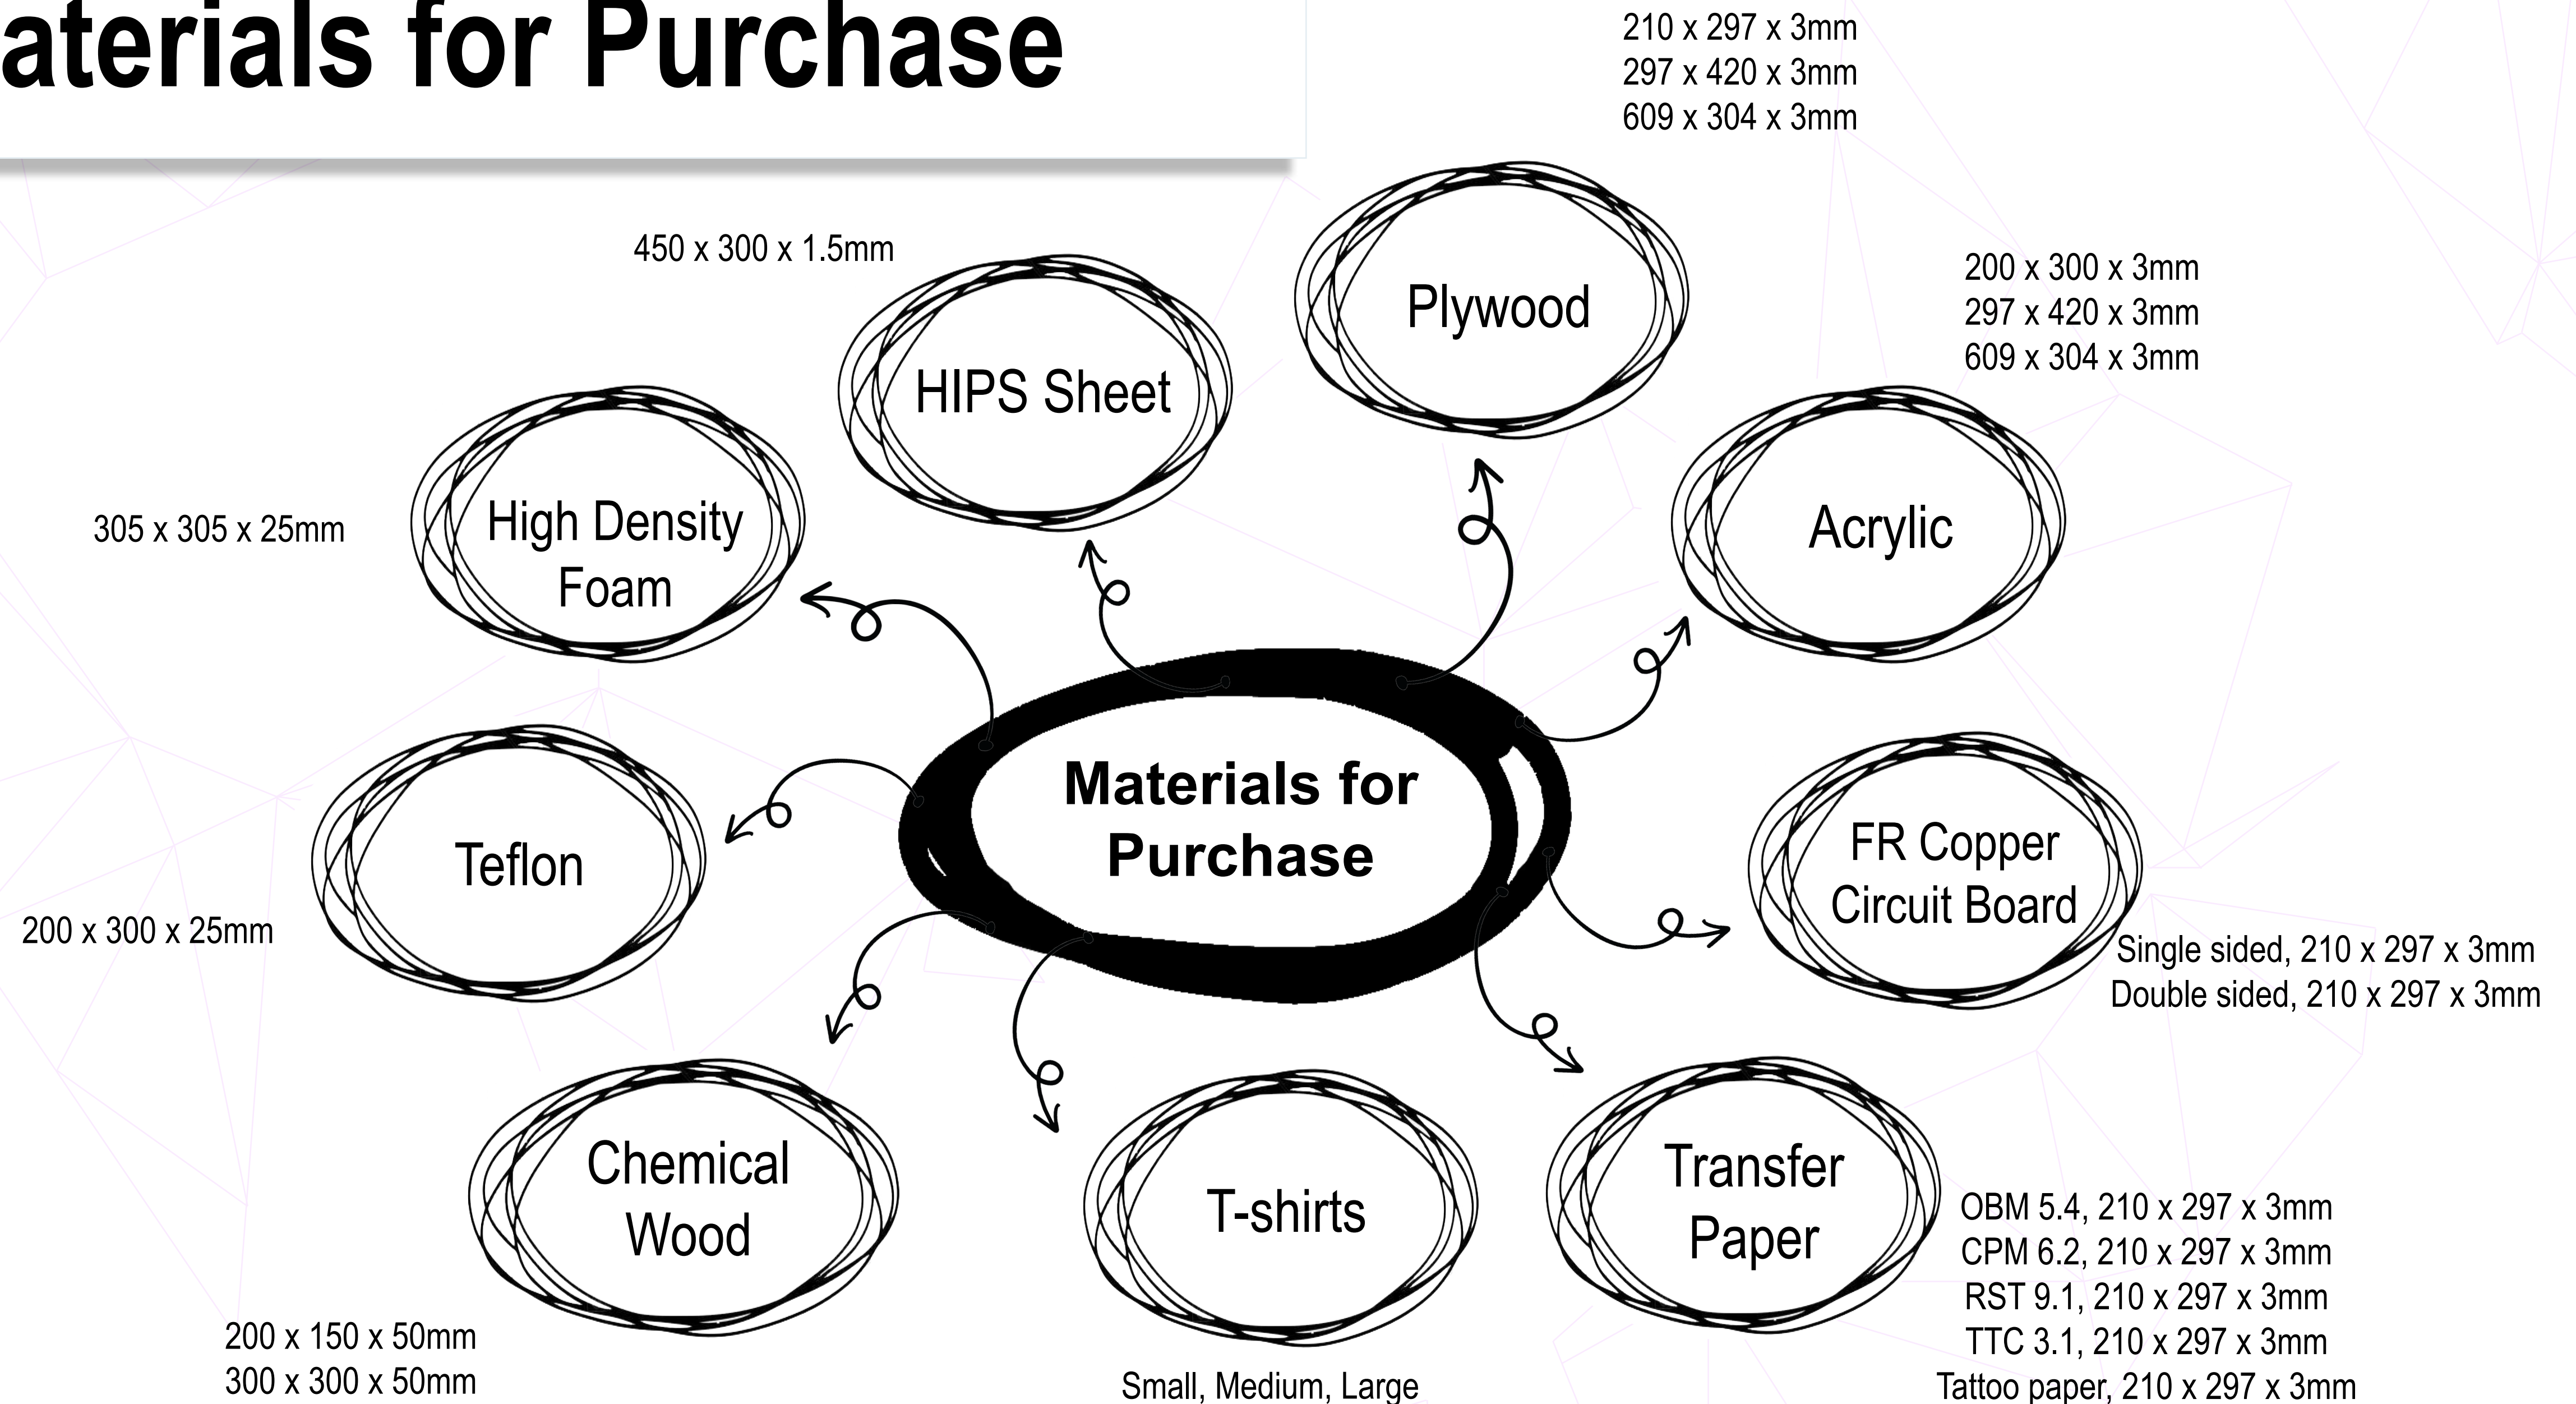 aterials for Purchase
210 x 297 x 3mm
297 x 420 x 3mm
609 x 304 x 3mm
Plywood
450 x 300 x 1.5mm
HIPS Sheet
200 x 300 x 3mm
297 x 420 x 3mm
609 x 304 x 3mm
Acrylic
305 x 305 x 25mm
High Density
Foam
Materials for
Purchase
Teflon
200 x 300 x 25mm
FR Copper
Circuit Board
Single sided, 210 x 297 x 3mm
Double sided, 210 x 297 x 3mm
Chemical
Wood
200 x 150 x 50mm
300 x 300 x 50mm
T-shirts
Small, Medium, Large
Transfer
Paper
OBM 5.4, 210 x 297 x 3mm
CPM 6.2, 210 x 297 x 3mm
RST 9.1, 210 x 297 x 3mm
TTC 3.1, 210 x 297 x 3mm
Tattoo paper, 210 x 297 x 3mm